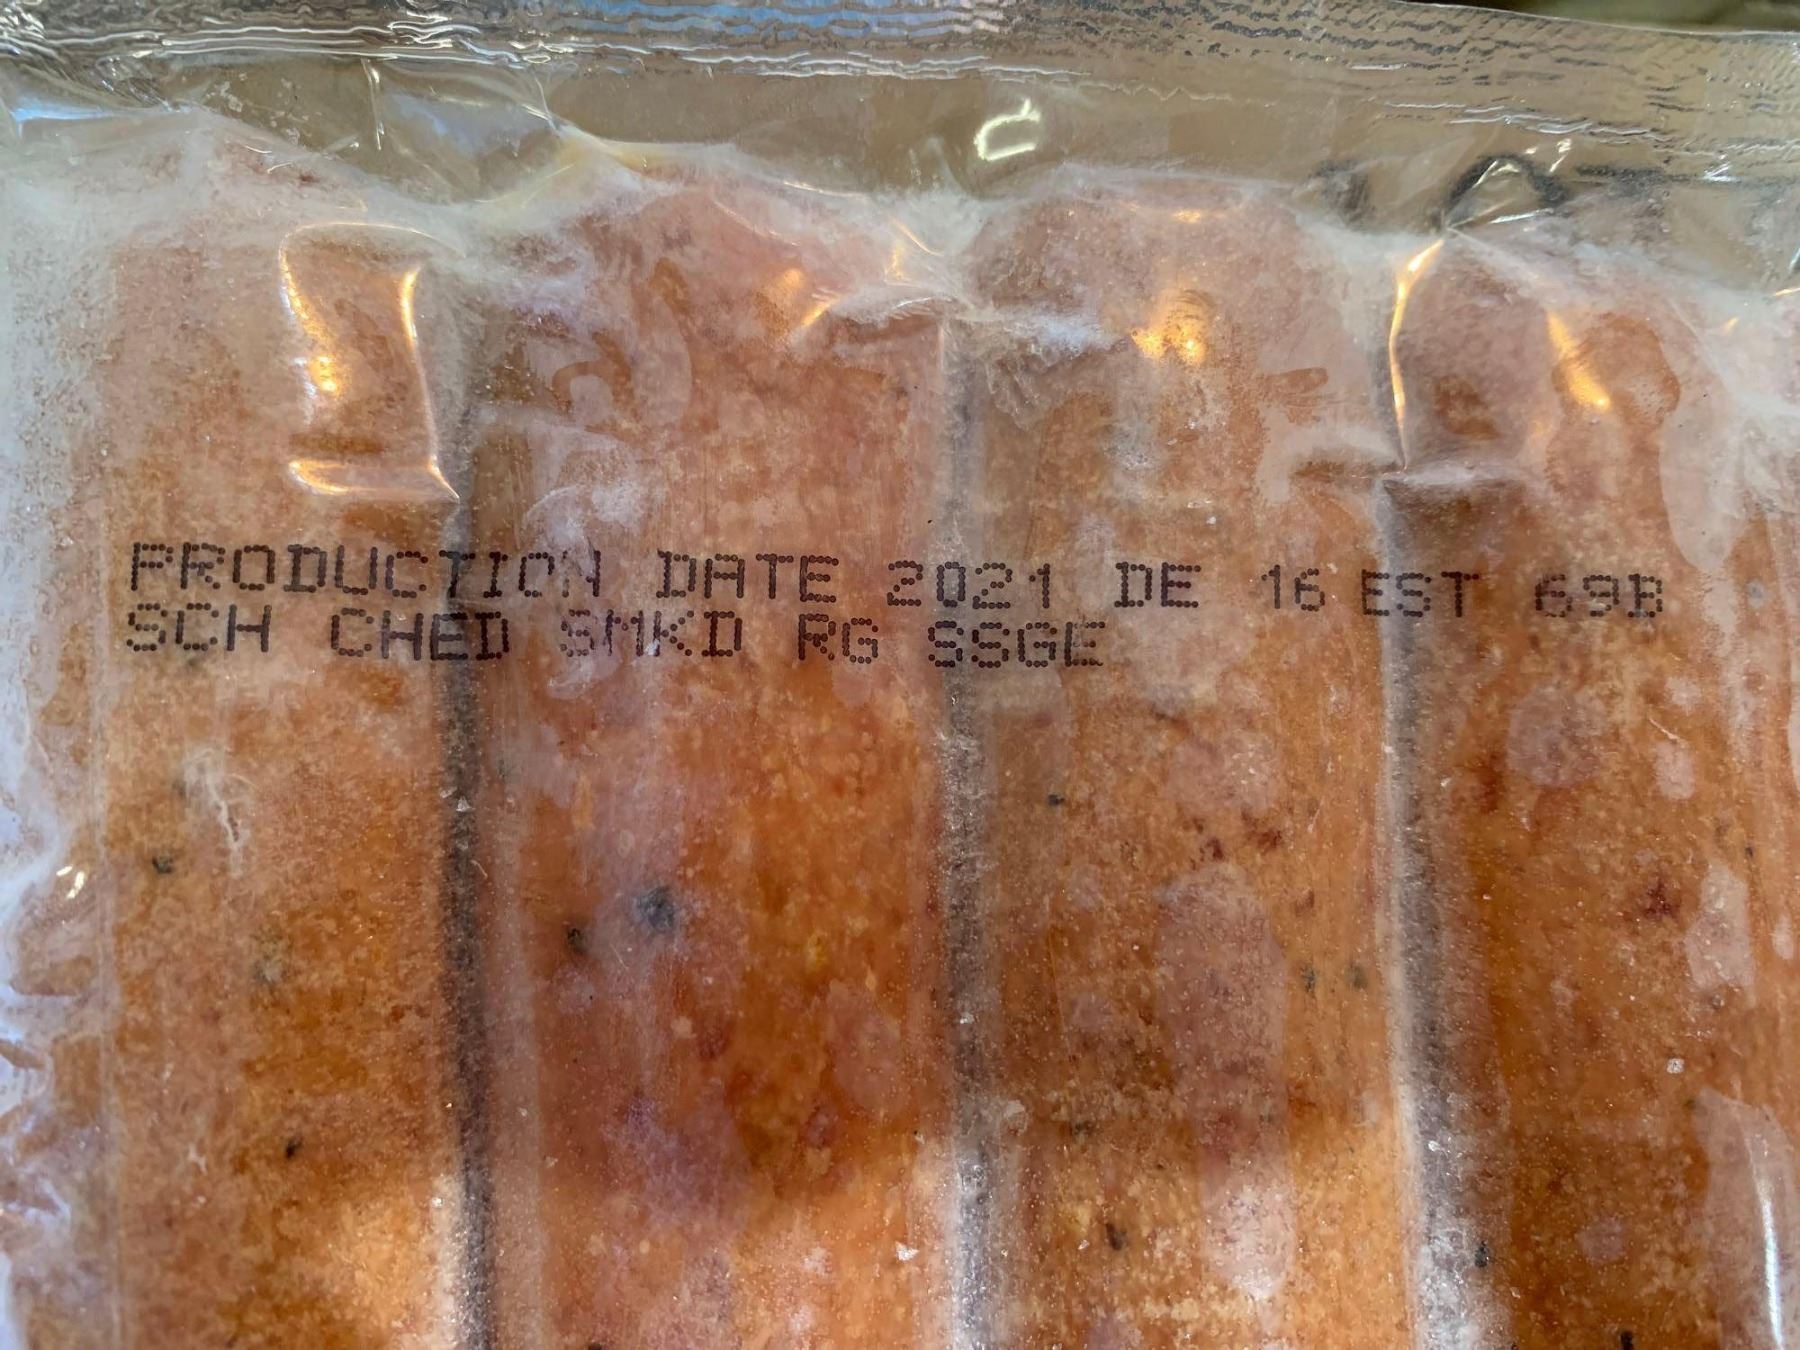 PRODUCTION DATE 2021 DE 16 EST 69B
SCH CHED SMKD RG SSGE